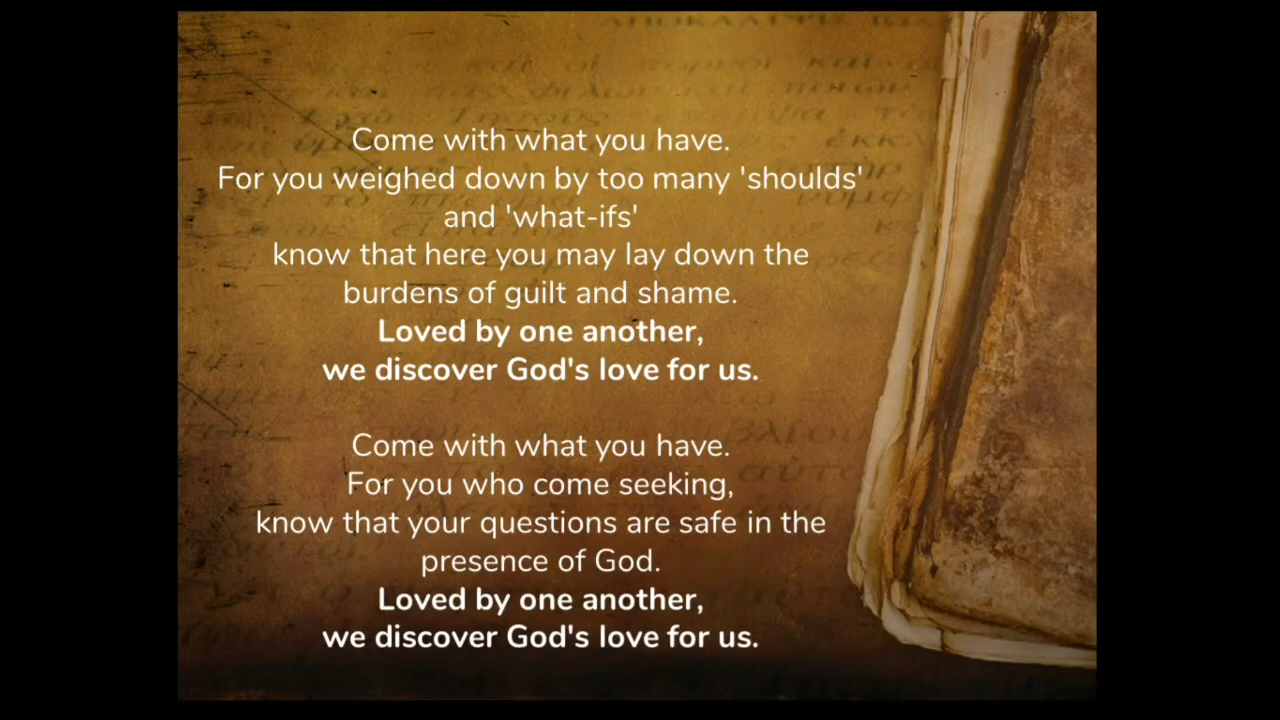 Come with what you have.
For you weighed down by too many 'shoulds'
and 'what-ifs'
know that here you may lay down the
burdens of guilt and shame.
Loved by one another,
we discover God's love for us.
Come with what you have.
For you who come seeking,
know that your questions are safe in the
presence of God.
Loved by one another,
we discover God's love for us.